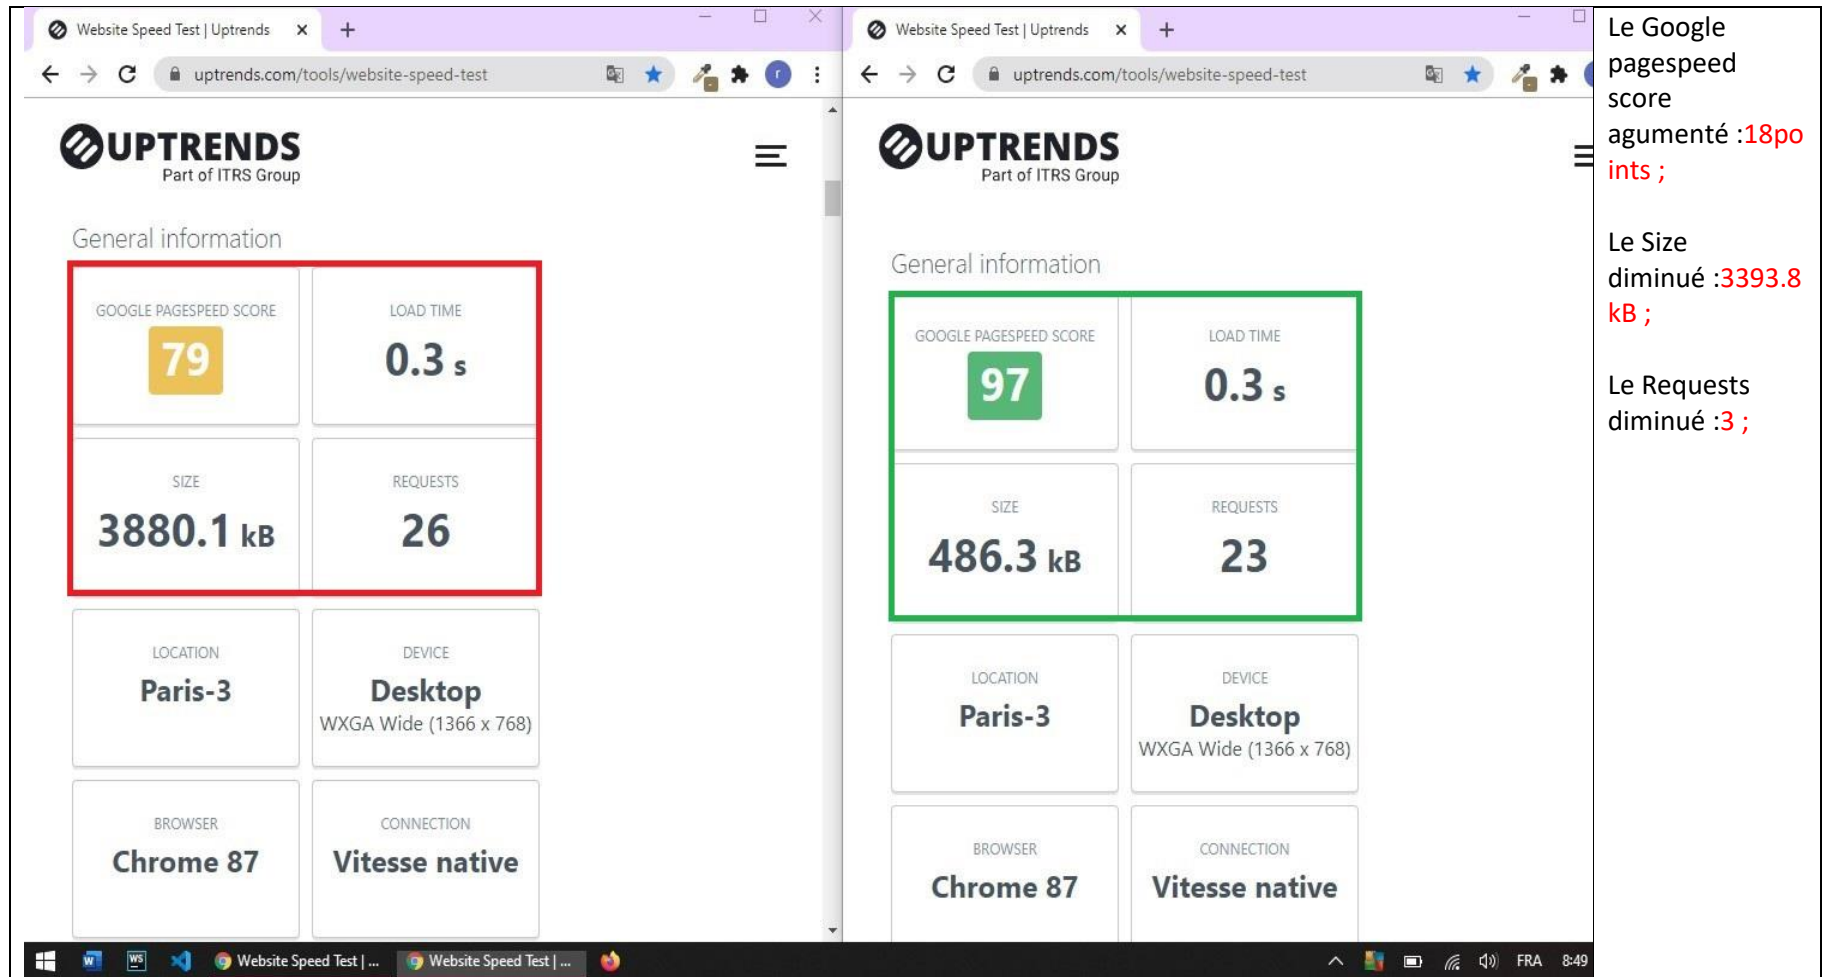 Website Speed Test | Uptrends
uptrends.com/tools/website-speed-test
r
UPTRENDS
Part of ITRS Group
General information
GOOGLE PAGESPEED SCORE
79
LOAD TIME
0.3 s
SIZE
3880.1 kB
REQUESTS
26
LOCATION
Paris-3
DEVICE
Desktop
WXGA Wide (1366 x 768)
BROWSER
Chrome 87
CONNECTION
Vitesse native
Website Speed Test | Uptrends
uptrends.com/tools/website-speed-test
UPTRENDS
Part of ITRS Group
General information
GOOGLE PAGESPEED SCORE
97
LOAD TIME
0.3 s
SIZE
486.3 kB
REQUESTS
23
LOCATION
Paris-3
DEVICE
Desktop
WXGA Wide (1366 x 768)
BROWSER
Chrome 87
CONNECTION
Vitesse native
Le Google
pagespeed
score
agumenté :18po
ints ;
Le Size
diminué :3393.8
kB ;
Le Requests
diminué :3 ;
W
WS
Website Speed Test | ...
Website Speed Test | ...
FRA
8:49